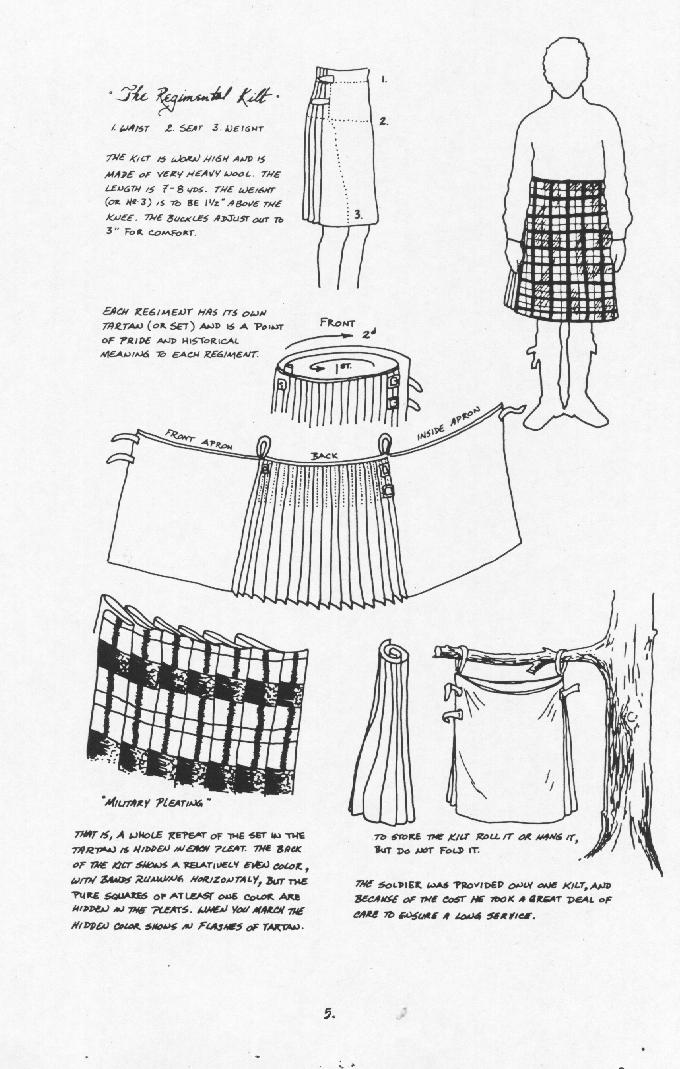 · The Regimental Kilt ·
1. WAIST 2. SEAT 3. WEIGHT
THE KILT IS WORN HIGH AND IS
MADE OF VERY HEAVY WOOL. THE
LENGTH IS 7-8 YDS. THE WEIGHT
(OR Nº 3) IS TO BE 1½" ABOVE THE
KNEE. THE BUCKLES ADJUST OUT TO
3" FOR COMFORT.
1.
2.
3.
EACH REGIMENT HAS ITS OWN
TARTAN (OR SET) AND IS A POINT
OF PRIDE AND HISTORICAL
MEANING TO EACH REGIMENT.
FRONT
2ᵈ
1ST.
FRONT APRON
BACK
INSIDE APRON
"MILITARY PLEATING"
THAT IS, A WHOLE REPEAT OF THE SET IN THE
TARTAN IS HIDDEN IN EACH PLEAT. THE BACK
OF THE KILT SHOWS A RELATIVELY EVEN COLOR,
WITH BANDS RUNNING HORIZONTALY, BUT THE
PURE SQUARES OF ATLEAST ONE COLOR ARE
HIDDEN IN THE PLEATS. WHEN YOU MARCH THE
HIDDEN COLOR SHOWS IN FLASHES OF TARTAN.
TO STORE THE KILT ROLL IT OR HANG IT,
BUT DO NOT FOLD IT.
THE SOLDIER WAS PROVIDED ONLY ONE KILT, AND
BECAUSE OF THE COST HE TOOK A GREAT DEAL OF
CARE TO ENSURE A LONG SERVICE.
5.